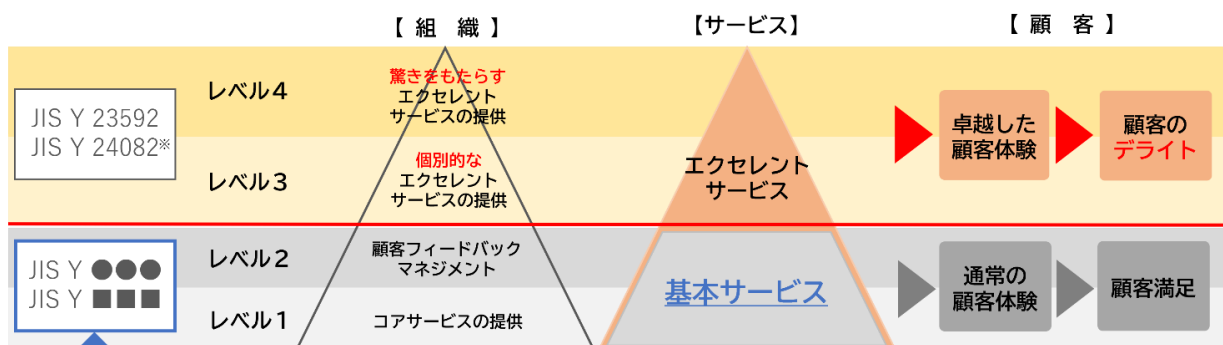 【 組 織 】
【サービス】
【 顧 客 】
JIS Y 23592
JIS Y 24082※
レベル4
驚きをもたらす
エクセレント
サービスの提供
レベル3
個別的な
エクセレント
サービスの提供
エクセレント
サービス
卓越した
顧客体験
顧客の
デライト
JIS Y ●●●
JIS Y ■■■
レベル2
顧客フィードバック
マネジメント
レベル1
コアサービスの提供
基本サービス
通常の
顧客体験
顧客満足